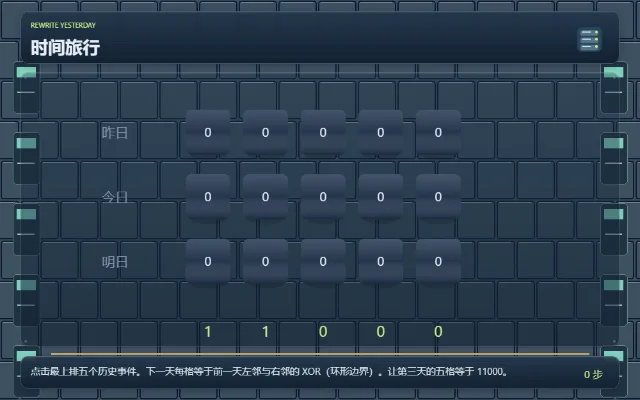 REWRITE YESTERDAY
时间旅行
昨日 0 0 0 0 0
今日 0 0 0 0 0
明日 0 0 0 0 0
1 1 0 0 0
点击最上排五个历史事件。下一天每格等于前一天左邻与右邻的 XOR（环形边界）。让第三天的五格等于 11000。
0 步